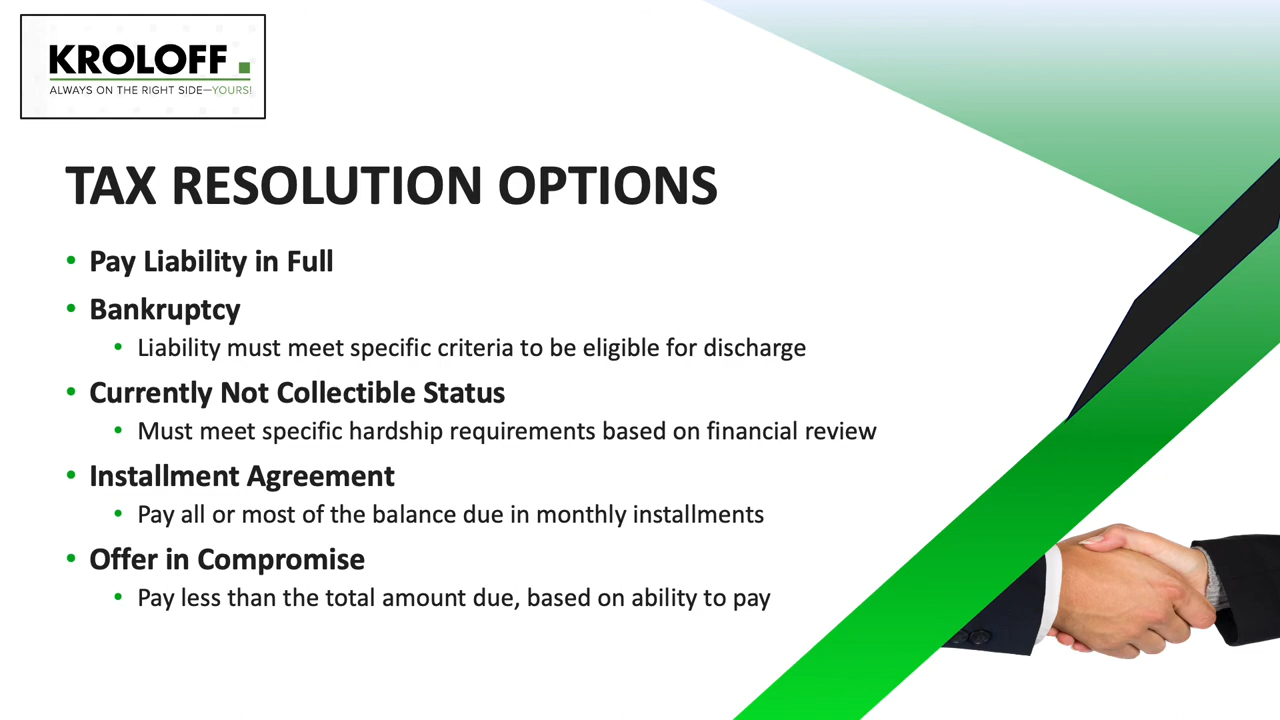 KROLOFF
ALWAYS ON THE RIGHT SIDE—YOURS!
TAX RESOLUTION OPTIONS
• Pay Liability in Full
• Bankruptcy
• Liability must meet specific criteria to be eligible for discharge
• Currently Not Collectible Status
• Must meet specific hardship requirements based on financial review
• Installment Agreement
• Pay all or most of the balance due in monthly installments
• Offer in Compromise
• Pay less than the total amount due, based on ability to pay